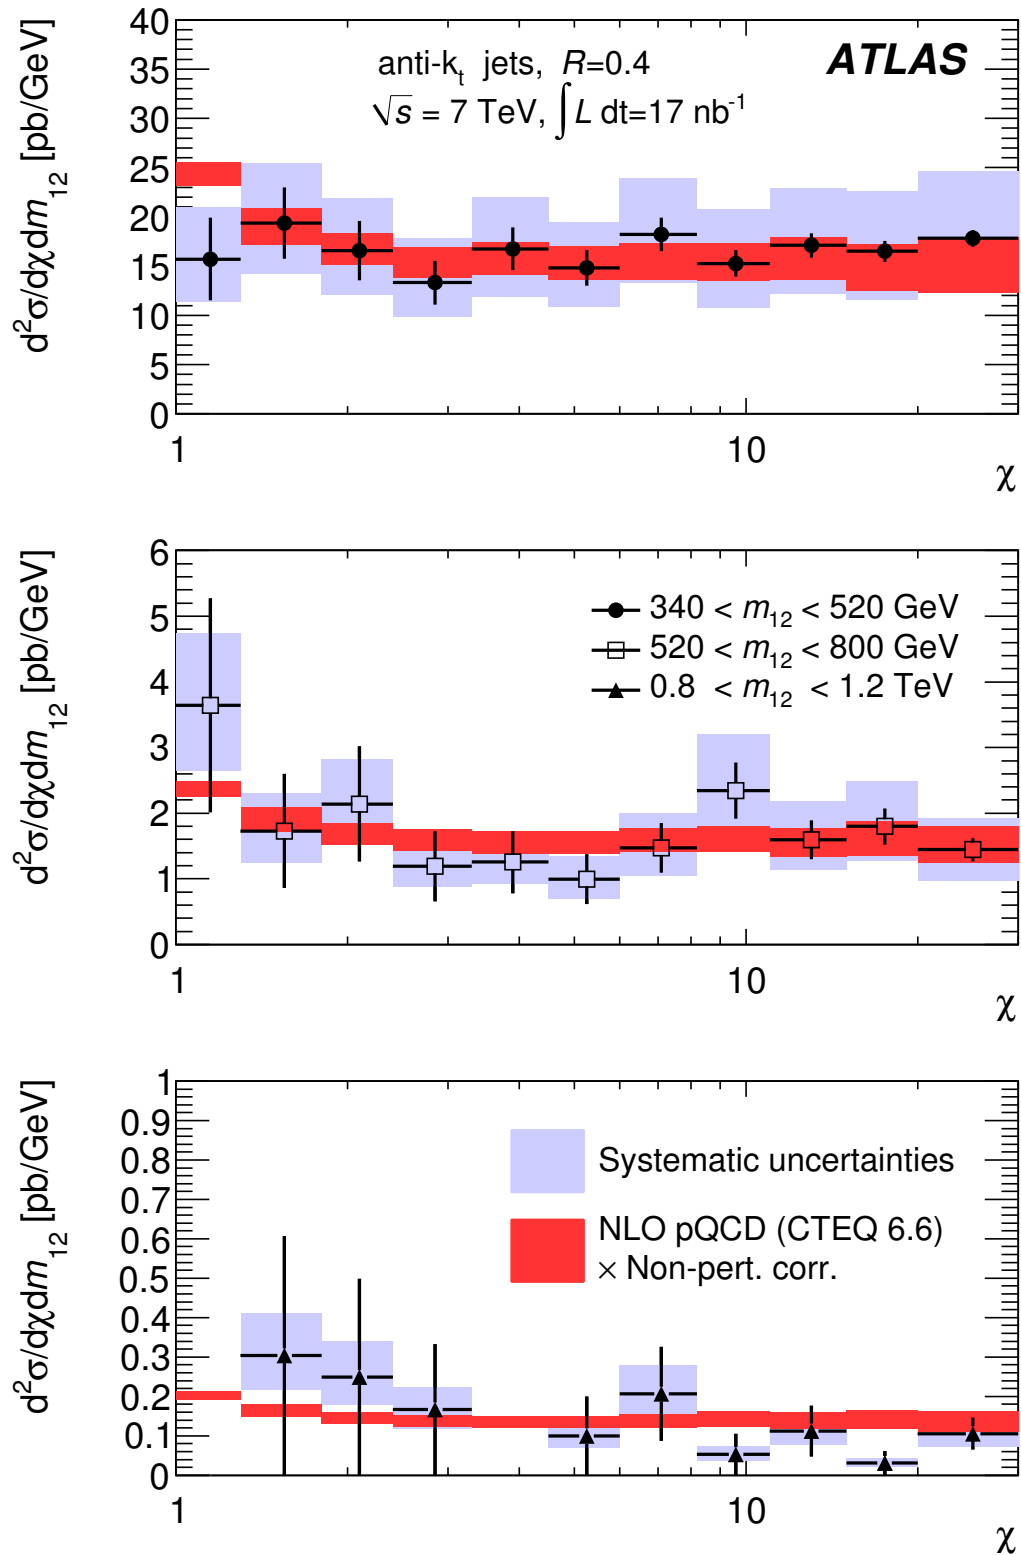 d²σ/dχdm₁₂ [pb/GeV]
40
35
30
25
20
15
10
5
0
anti-kₜ jets, R=0.4
√s = 7 TeV, ∫L dt=17 nb⁻¹
ATLAS
1
10
χ
d²σ/dχdm₁₂ [pb/GeV]
6
5
4
3
2
1
0
340 < m₁₂ < 520 GeV
520 < m₁₂ < 800 GeV
0.8 < m₁₂ < 1.2 TeV
1
10
χ
d²σ/dχdm₁₂ [pb/GeV]
1
0.9
0.8
0.7
0.6
0.5
0.4
0.3
0.2
0.1
0
Systematic uncertainties
NLO pQCD (CTEQ 6.6)
× Non-pert. corr.
1
10
χ